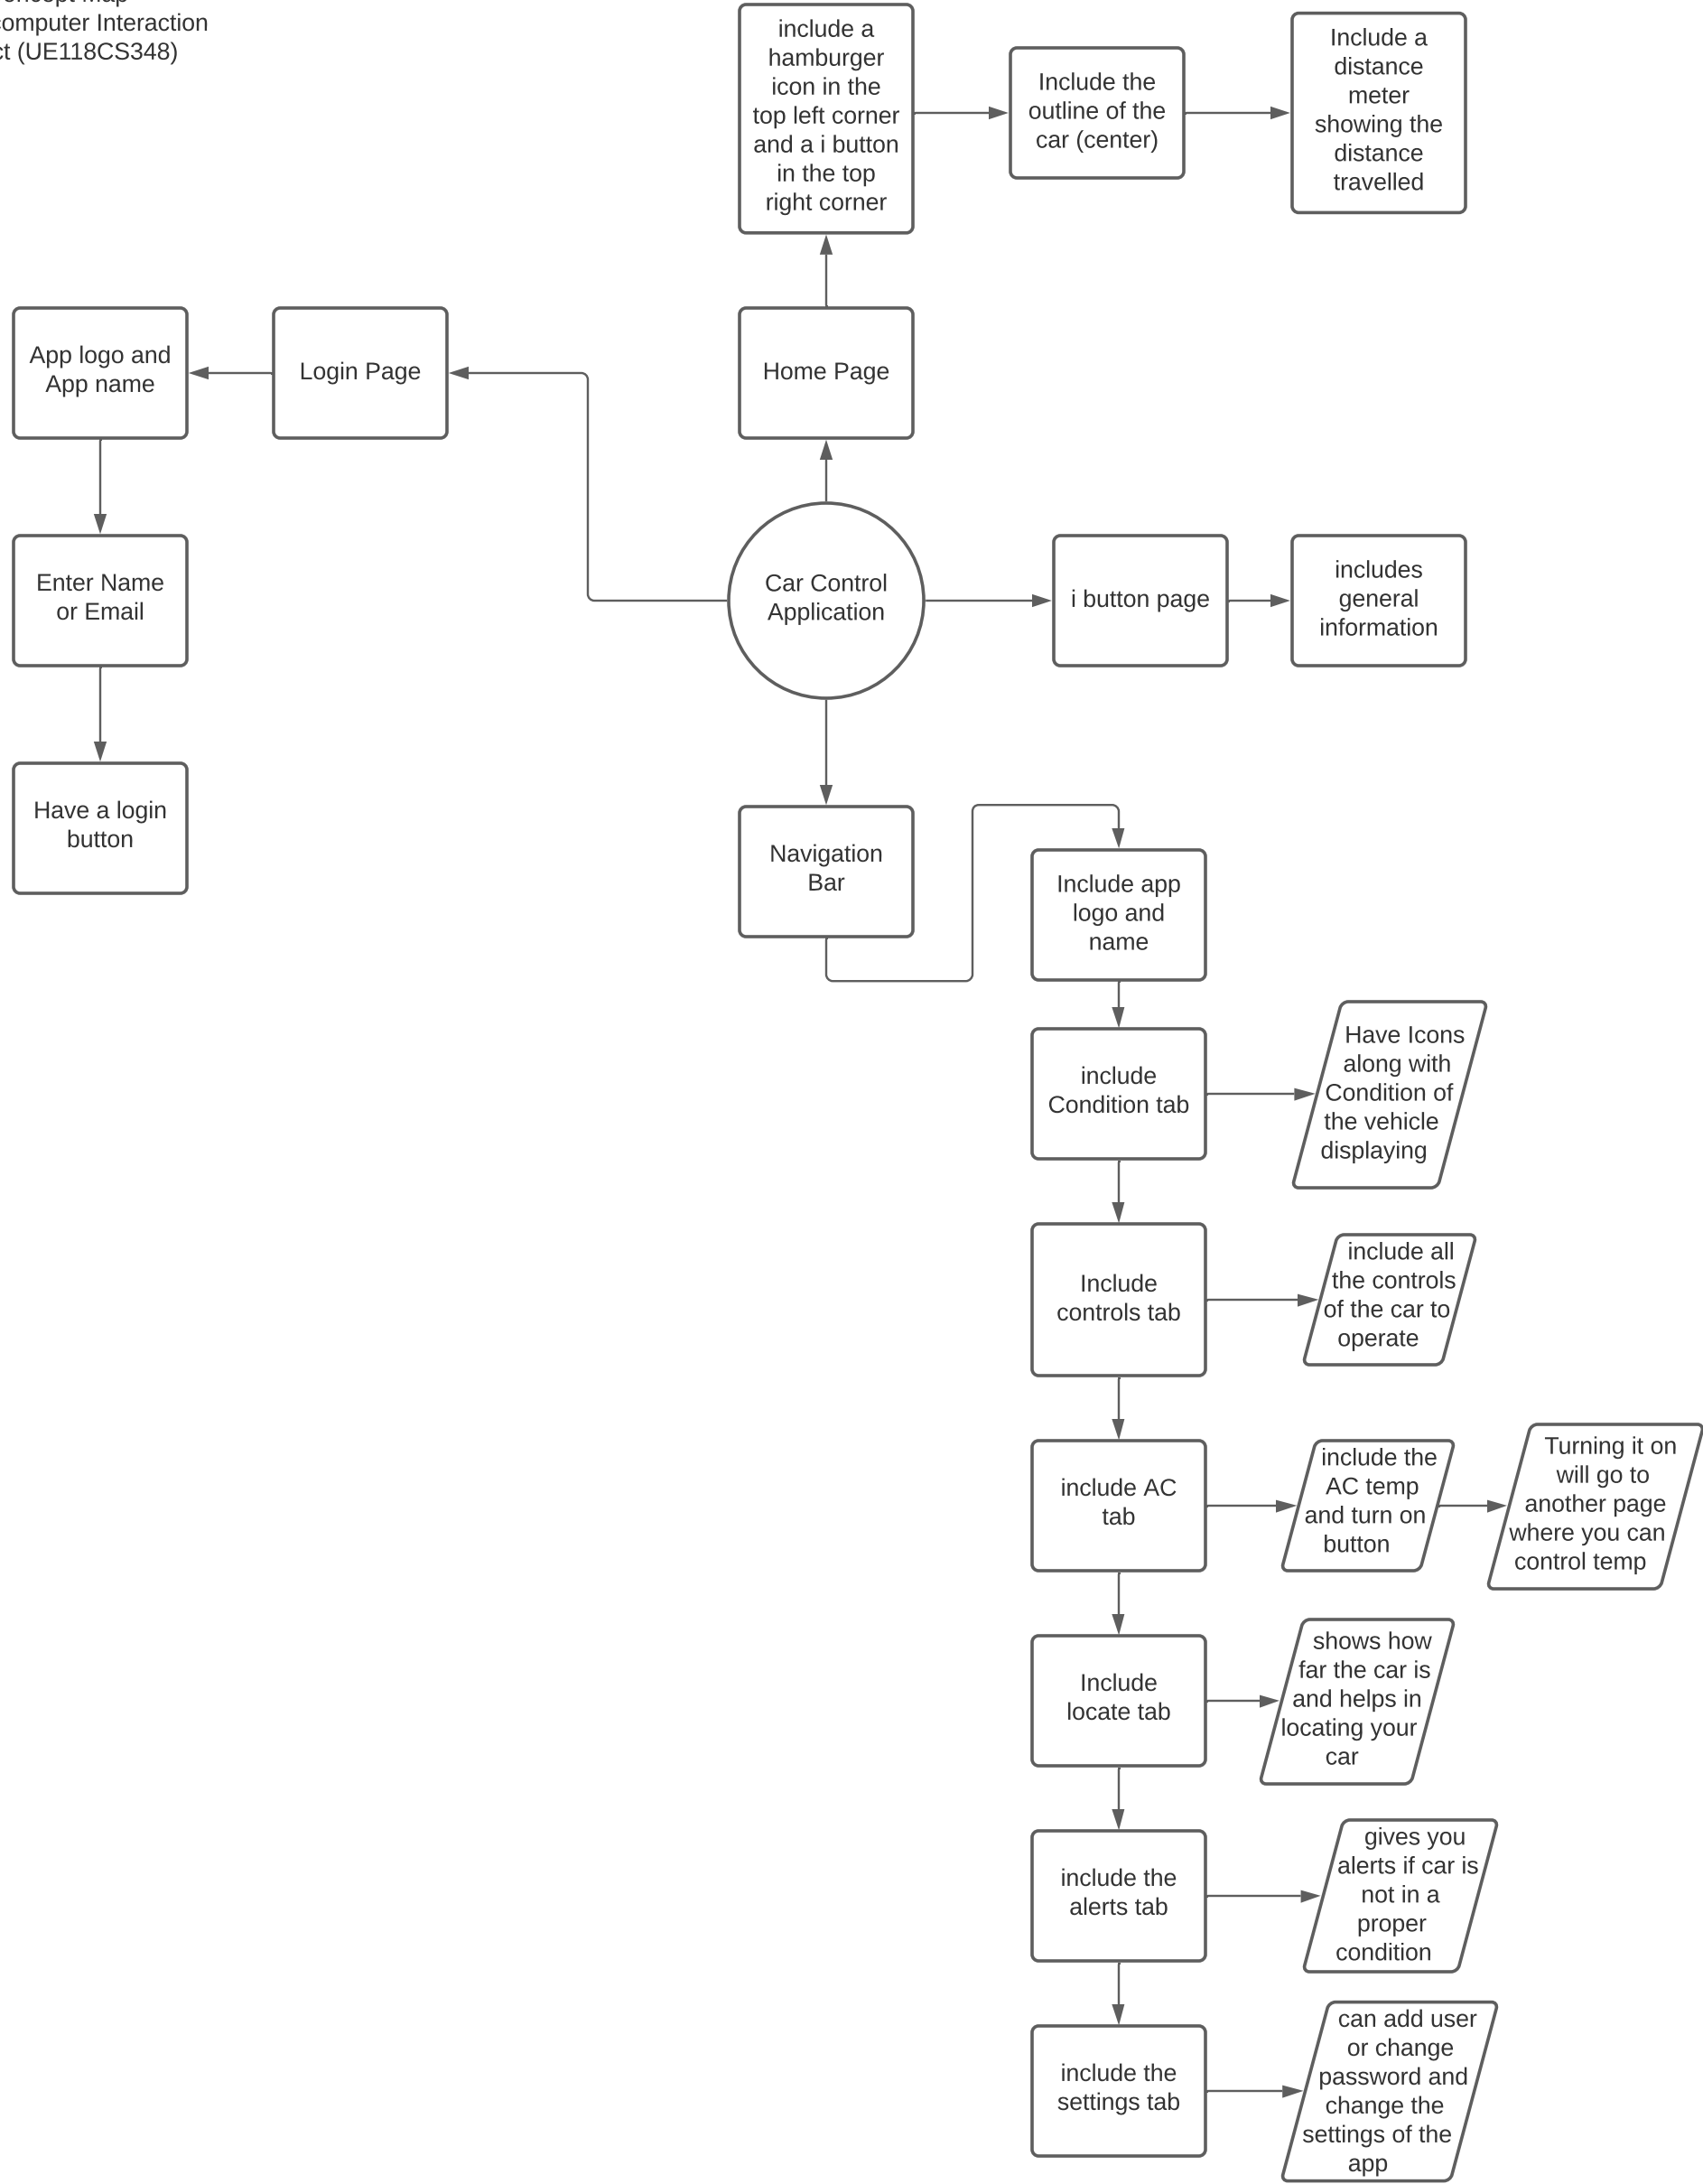 computer Interaction
(UE118CS348)
include a
hamburger
icon in the
top left corner
and a i button
in the top
right corner
Include the
outline of the
car (center)
Include a
distance
meter
showing the
distance
travelled
App logo and
App name
Login Page
Home Page
Enter Name
or Email
Car Control
Application
i button page
includes
general
information
Have a login
button
Navigation
Bar
Include app
logo and
name
include
Condition tab
Have Icons
along with
Condition of
the vehicle
displaying
Include
controls tab
include all
the controls
of the car to
operate
include AC
tab
include the
AC temp
and turn on
button
Turning it on
will go to
another page
where you can
control temp
Include
locate tab
shows how
far the car is
and helps in
locating your
car
include the
alerts tab
gives you
alerts if car is
not in a
proper
condition
include the
settings tab
can add user
or change
password and
change the
settings of the
app